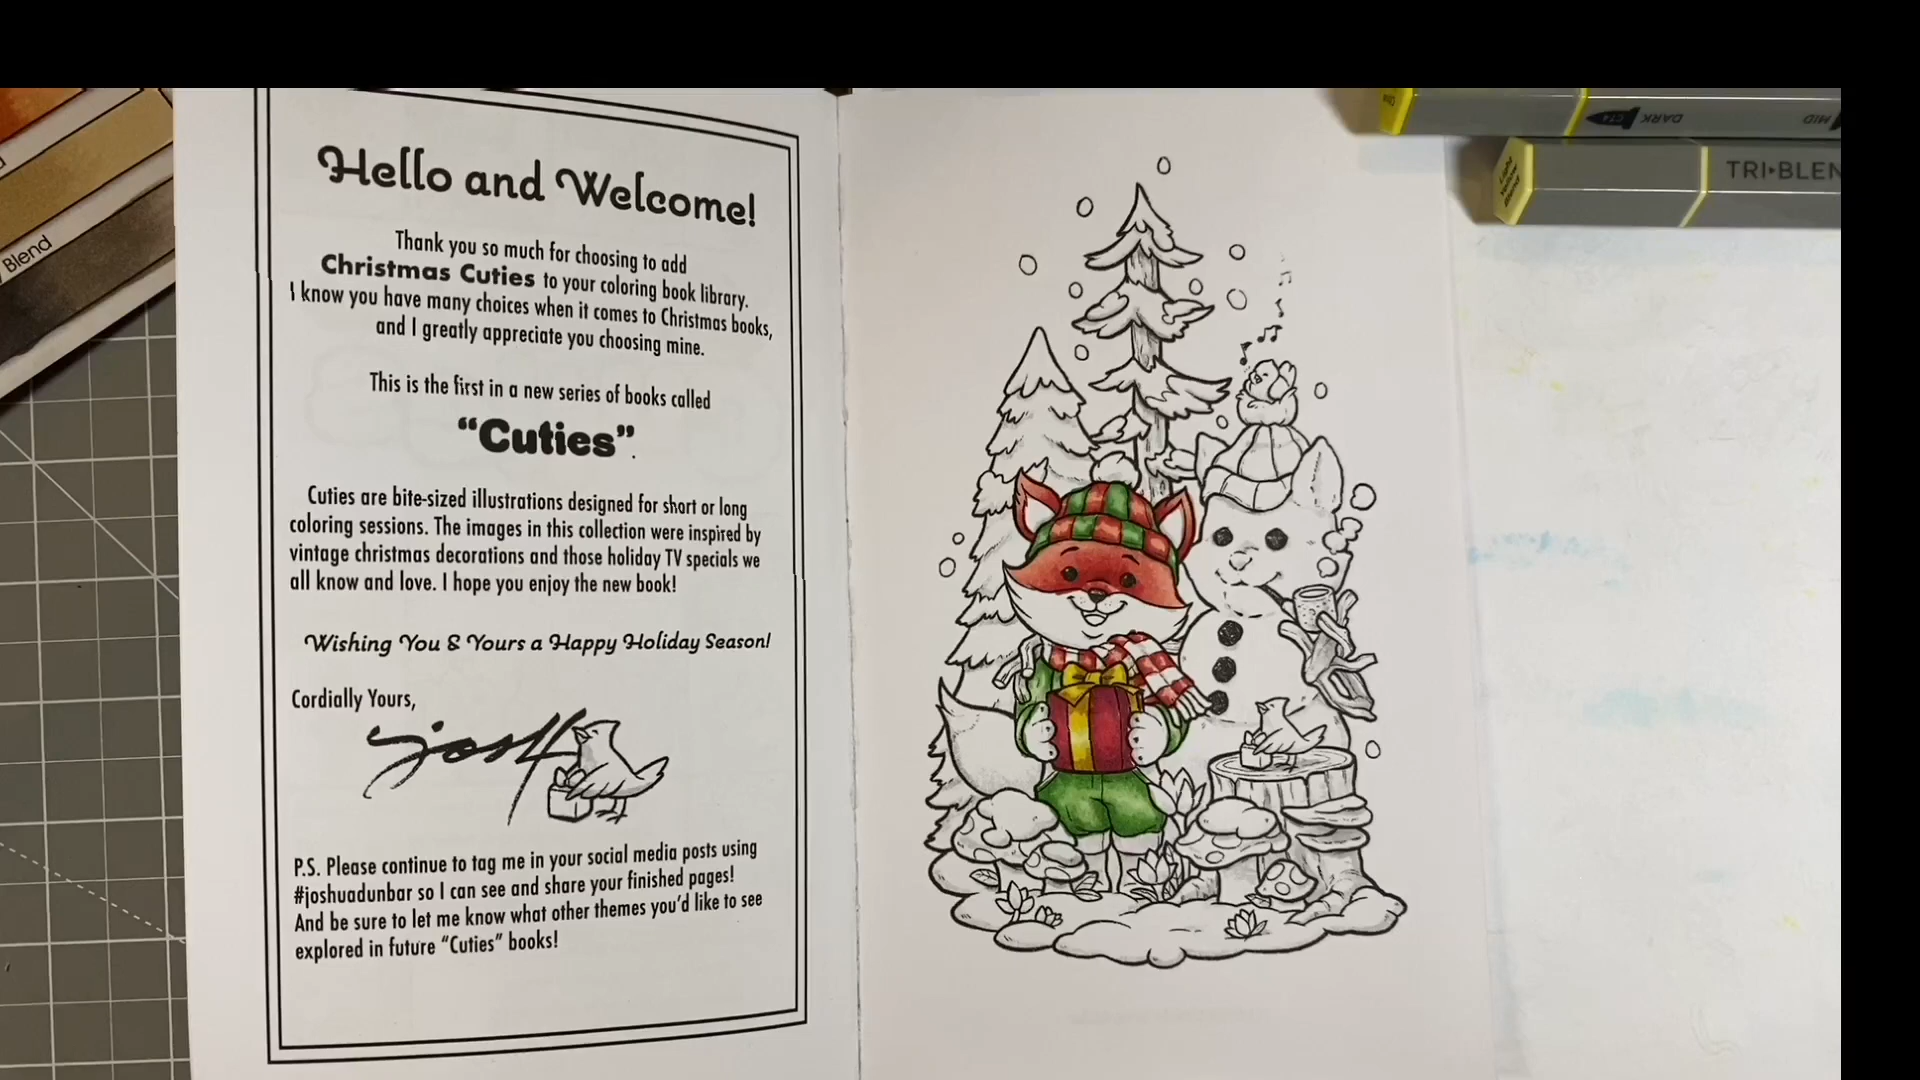 Hello and Welcome!
Thank you so much for choosing to add
Christmas Cuties to your coloring book library.
I know you have many choices when it comes to Christmas books,
and I greatly appreciate you choosing mine.
This is the first in a new series of books called
"Cuties".
Cuties are bite-sized illustrations designed for short or long
coloring sessions. The images in this collection were inspired by
vintage christmas decorations and those holiday TV specials we
all know and love. I hope you enjoy the new book!
Wishing You & Yours a Happy Holiday Season!
Cordially Yours,
josh
P.S. Please continue to tag me in your social media posts using
#joshuadunbar so I can see and share your finished pages!
And be sure to let me know what other themes you'd like to see
explored in future "Cuties" books!
Blend
DARK
MID
TRI▸BLEN
Light Yellow Blend